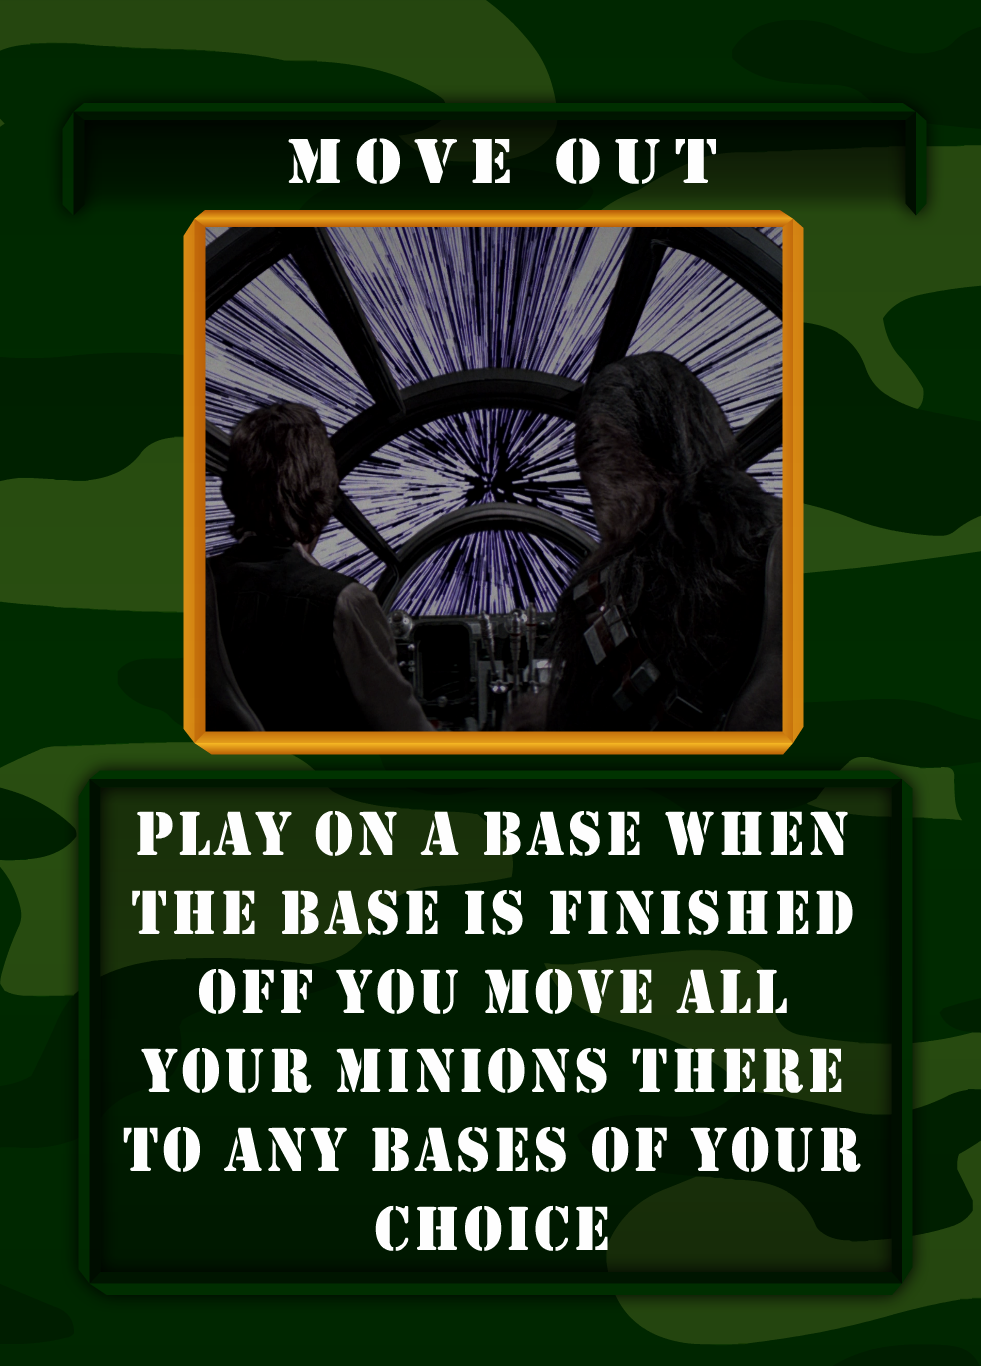 MOVE OUT
PLAY ON A BASE WHEN
THE BASE IS FINISHED
OFF YOU MOVE ALL
YOUR MINIONS THERE
TO ANY BASES OF YOUR
CHOICE